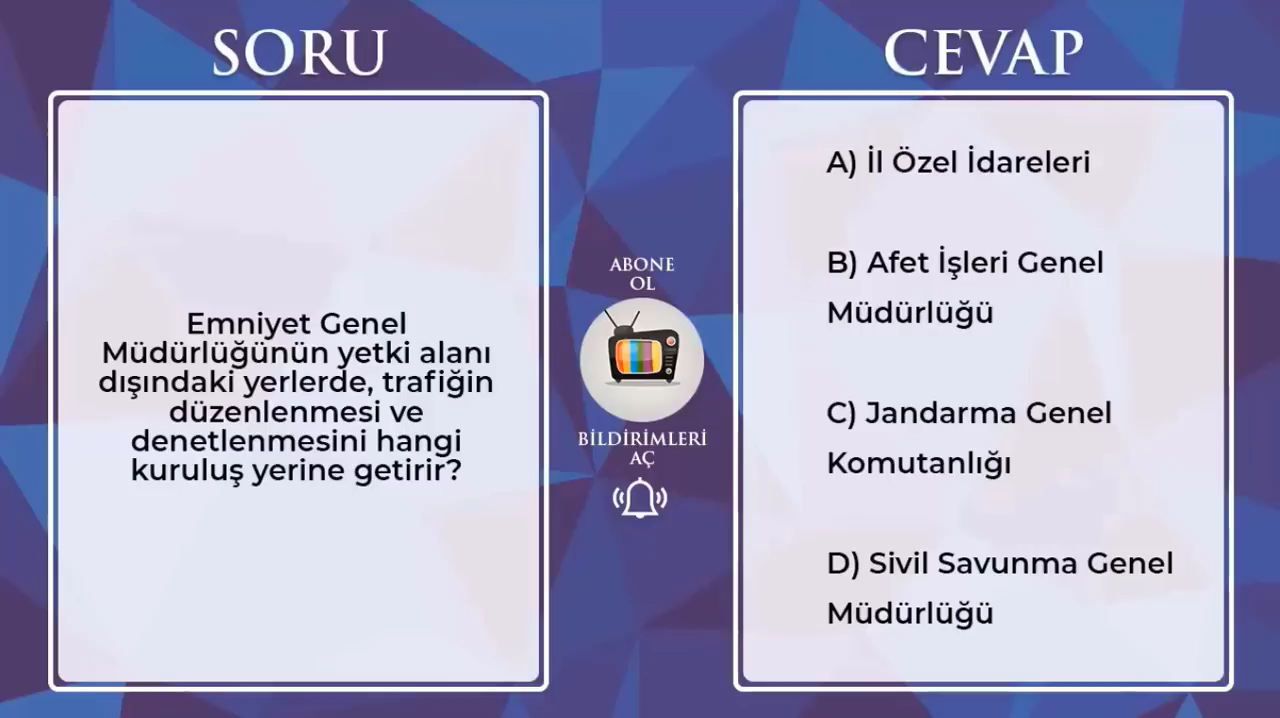 SORU
Emniyet Genel
Müdürlüğünün yetki alanı
dışındaki yerlerde, trafiğin
düzenlenmesi ve
denetlenmesini hangi
kuruluş yerine getirir?
ABONE
OL
BİLDİRİMLERİ
AÇ
CEVAP
A) İl Özel İdareleri
B) Afet İşleri Genel
Müdürlüğü
C) Jandarma Genel
Komutanlığı
D) Sivil Savunma Genel
Müdürlüğü